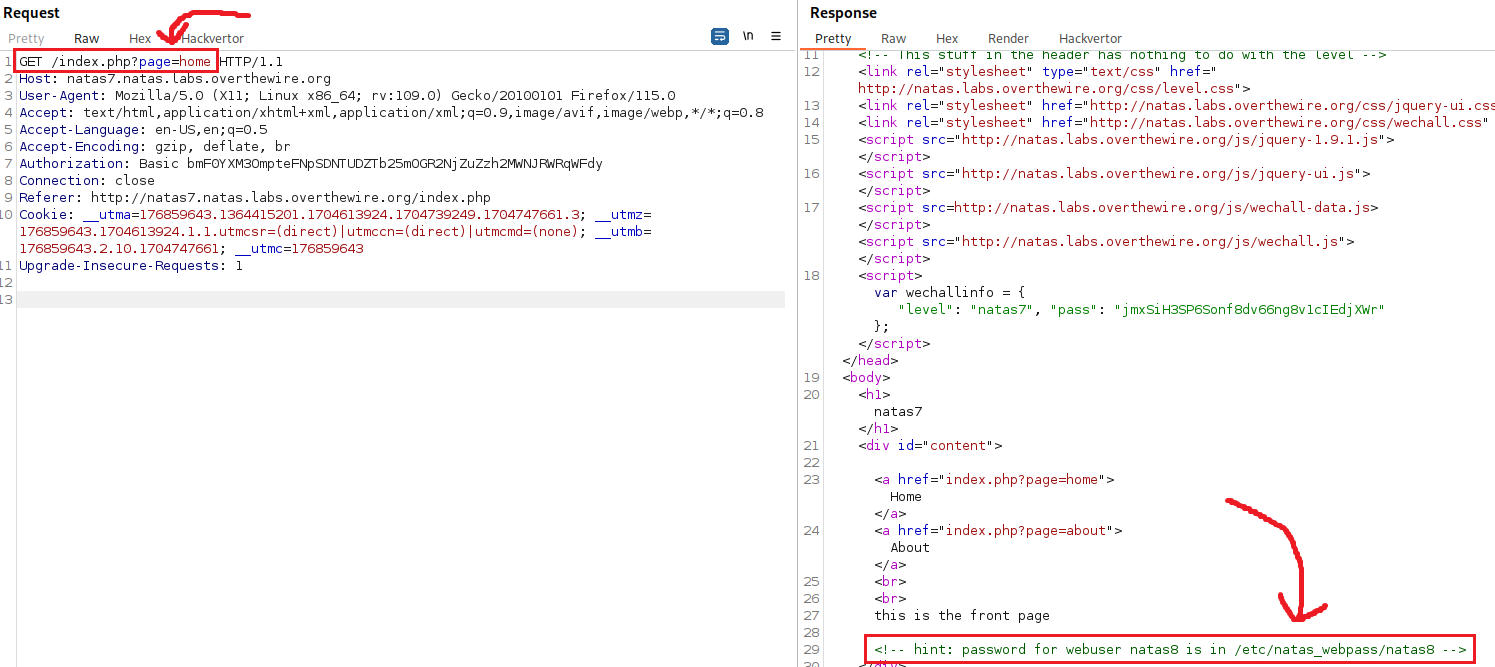 Request
Pretty Raw Hex Hackvertor
\n
1 GET /index.php?page=home HTTP/1.1
2 Host: natas7.natas.labs.overthewire.org
3 User-Agent: Mozilla/5.0 (X11; Linux x86_64; rv:109.0) Gecko/20100101 Firefox/115.0
4 Accept: text/html,application/xhtml+xml,application/xml;q=0.9,image/avif,image/webp,*/*;q=0.8
5 Accept-Language: en-US,en;q=0.5
6 Accept-Encoding: gzip, deflate, br
7 Authorization: Basic bmF0YXM3OmpteFNpSDNTUDZTb25mOGR2NjZuZzh2MWNJRWRqWFdy
8 Connection: close
9 Referer: http://natas7.natas.labs.overthewire.org/index.php
10 Cookie: __utma=176859643.1364415201.1704613924.1704739249.1704747661.3; __utmz=
176859643.1704613924.1.1.utmcsr=(direct)|utmccn=(direct)|utmcmd=(none); __utmb=
176859643.2.10.1704747661; __utmc=176859643
11 Upgrade-Insecure-Requests: 1
12
13
Response
Pretty Raw Hex Render Hackvertor
11 <!-- This stuff in the header has nothing to do with the level -->
12 <link rel="stylesheet" type="text/css" href="
http://natas.labs.overthewire.org/css/level.css">
13 <link rel="stylesheet" href="http://natas.labs.overthewire.org/css/jquery-ui.css
14 <link rel="stylesheet" href="http://natas.labs.overthewire.org/css/wechall.css"
15 <script src="http://natas.labs.overthewire.org/js/jquery-1.9.1.js">
</script>
16 <script src="http://natas.labs.overthewire.org/js/jquery-ui.js">
</script>
17 <script src=http://natas.labs.overthewire.org/js/wechall-data.js>
</script>
<script src="http://natas.labs.overthewire.org/js/wechall.js">
</script>
18 <script>
var wechallinfo = {
"level": "natas7", "pass": "jmxSiH3SP6Sonf8dv66ng8v1cIEdjXWr"
};
</script>
</head>
19 <body>
20 <h1>
natas7
</h1>
21 <div id="content">
22
23 <a href="index.php?page=home">
Home
</a>
24 <a href="index.php?page=about">
About
</a>
25 <br>
26 <br>
27 this is the front page
28
29 <!-- hint: password for webuser natas8 is in /etc/natas_webpass/natas8 -->
30 </div>